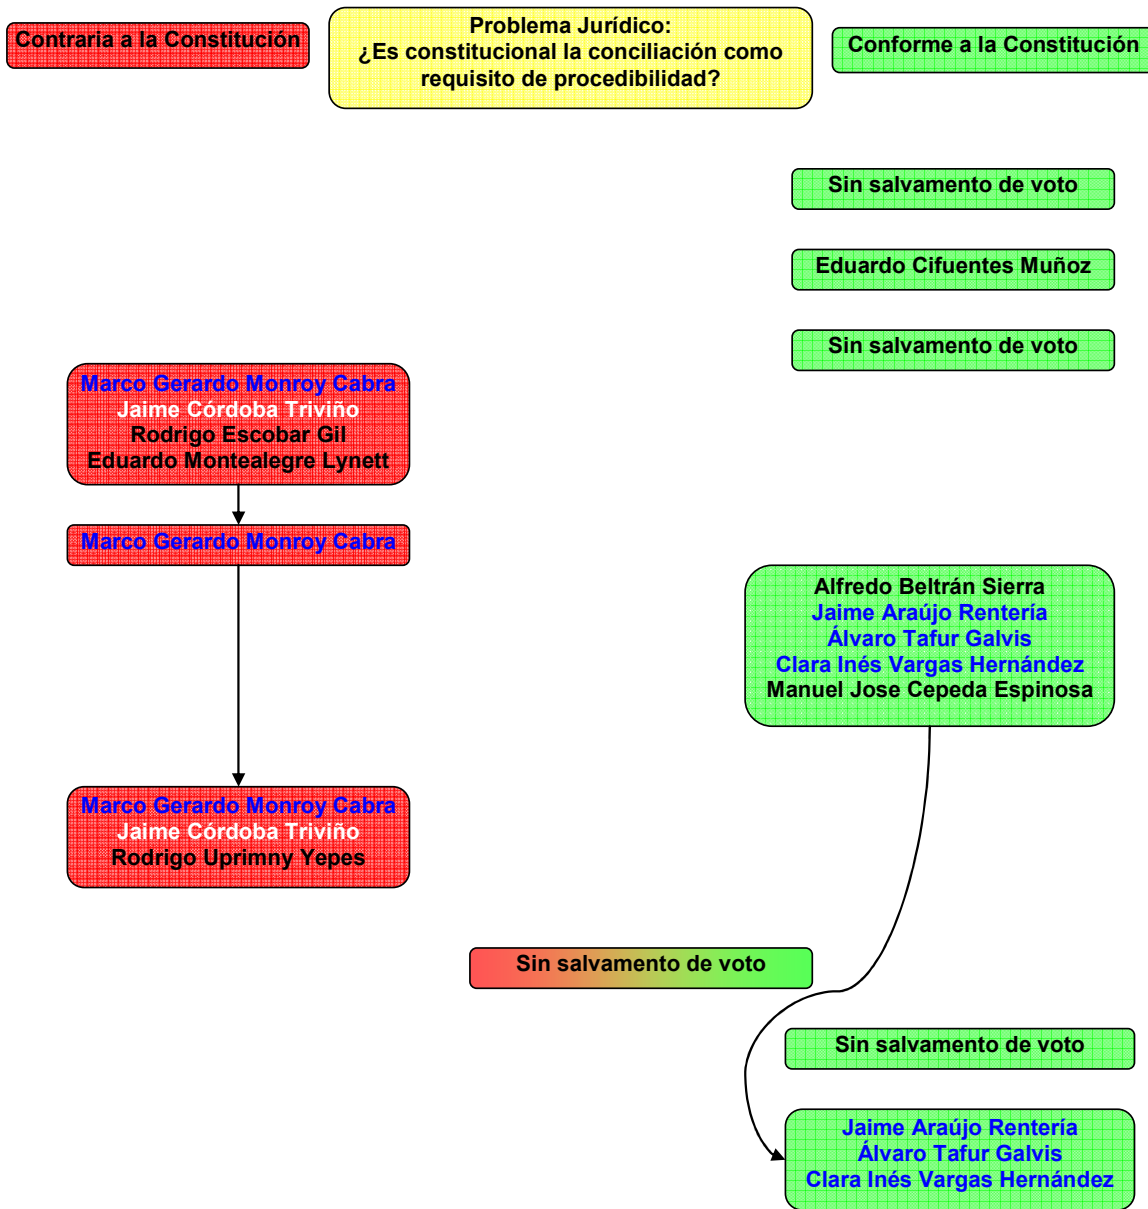 Contraria a la Constitución
Problema Jurídico:
¿Es constitucional la conciliación como
requisito de procedibilidad?
Conforme a la Constitución
Sin salvamento de voto
Eduardo Cifuentes Muñoz
Sin salvamento de voto
Marco Gerardo Monroy Cabra
Jaime Córdoba Triviño
Rodrigo Escobar Gil
Eduardo Montealegre Lynett
Marco Gerardo Monroy Cabra
Alfredo Beltrán Sierra
Jaime Araújo Rentería
Álvaro Tafur Galvis
Clara Inés Vargas Hernández
Manuel Jose Cepeda Espinosa
Marco Gerardo Monroy Cabra
Jaime Córdoba Triviño
Rodrigo Uprimny Yepes
Sin salvamento de voto
Sin salvamento de voto
Jaime Araújo Rentería
Álvaro Tafur Galvis
Clara Inés Vargas Hernández